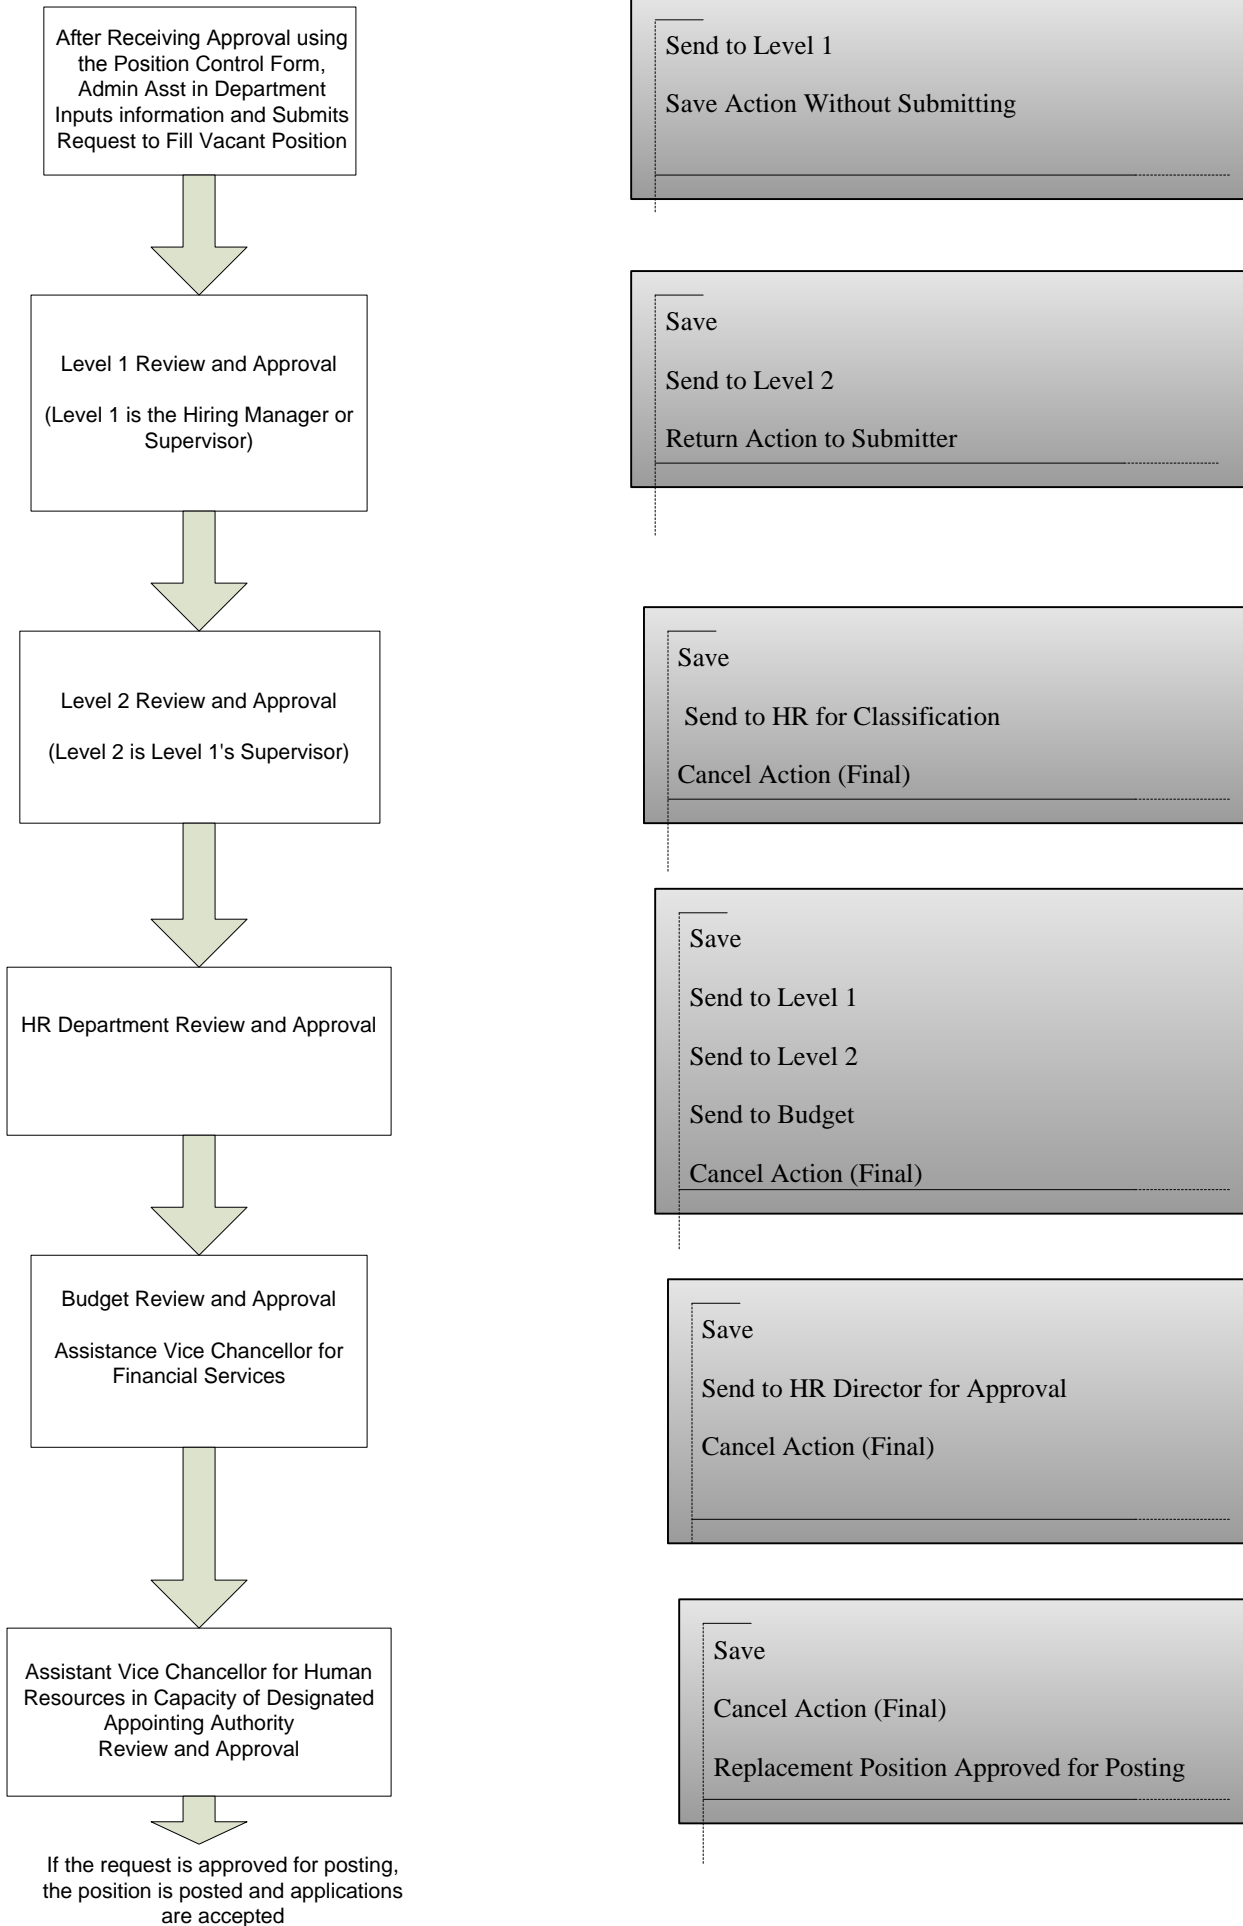 After Receiving Approval using
the Position Control Form,
Admin Asst in Department
Inputs information and Submits
Request to Fill Vacant Position
Send to Level 1
Save Action Without Submitting
Level 1 Review and Approval
(Level 1 is the Hiring Manager or
Supervisor)
Save
Send to Level 2
Return Action to Submitter
Level 2 Review and Approval
(Level 2 is Level 1's Supervisor)
Save
Send to HR for Classification
Cancel Action (Final)
HR Department Review and Approval
Save
Send to Level 1
Send to Level 2
Send to Budget
Cancel Action (Final)
Budget Review and Approval
Assistance Vice Chancellor for
Financial Services
Save
Send to HR Director for Approval
Cancel Action (Final)
Assistant Vice Chancellor for Human
Resources in Capacity of Designated
Appointing Authority
Review and Approval
Save
Cancel Action (Final)
Replacement Position Approved for Posting
If the request is approved for posting,
the position is posted and applications
are accepted